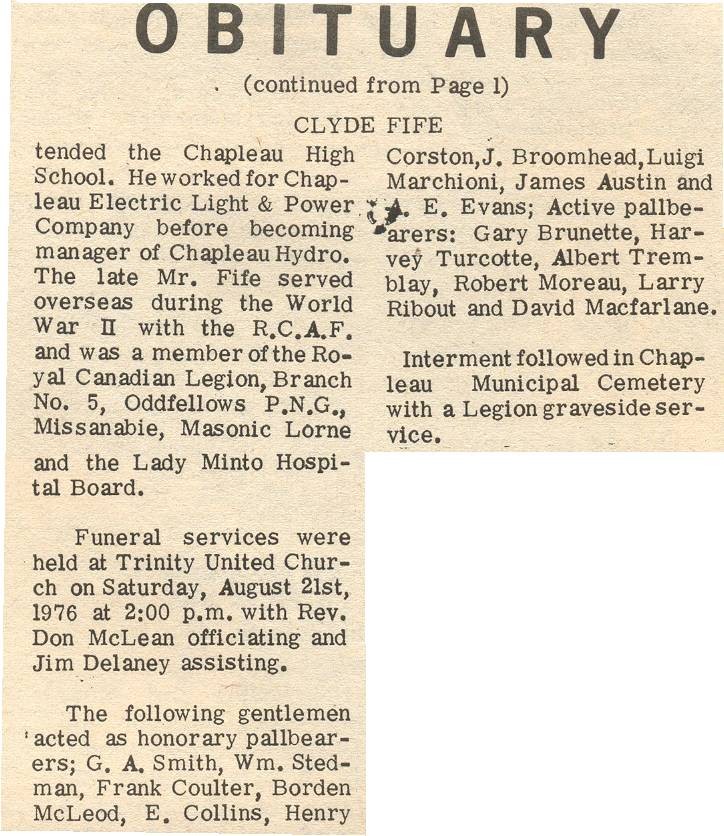 OBITUARY
(continued from Page 1)
CLYDE FIFE
tended the Chapleau High
School. He worked for Chap-
leau Electric Light & Power
Company before becoming
manager of Chapleau Hydro.
The late Mr. Fife served
overseas during the World
War II with the R.C.A.F.
and was a member of the Ro-
yal Canadian Legion, Branch
No. 5, Oddfellows P.N.G.,
Missanabie, Masonic Lorne
and the Lady Minto Hospi-
tal Board.
Funeral services were
held at Trinity United Chur-
ch on Saturday, August 21st,
1976 at 2:00 p.m. with Rev.
Don McLean officiating and
Jim Delaney assisting.
The following gentlemen
acted as honorary pallbear-
ers; G. A. Smith, Wm. Sted-
man, Frank Coulter, Borden
McLeod, E. Collins, Henry
Corston, J. Broomhead, Luigi
Marchioni, James Austin and
A. E. Evans; Active pallbe-
arers: Gary Brunette, Har-
vey Turcotte, Albert Trem-
blay, Robert Moreau, Larry
Ribout and David Macfarlane.
Interment followed in Chap-
leau Municipal Cemetery
with a Legion graveside ser-
vice.